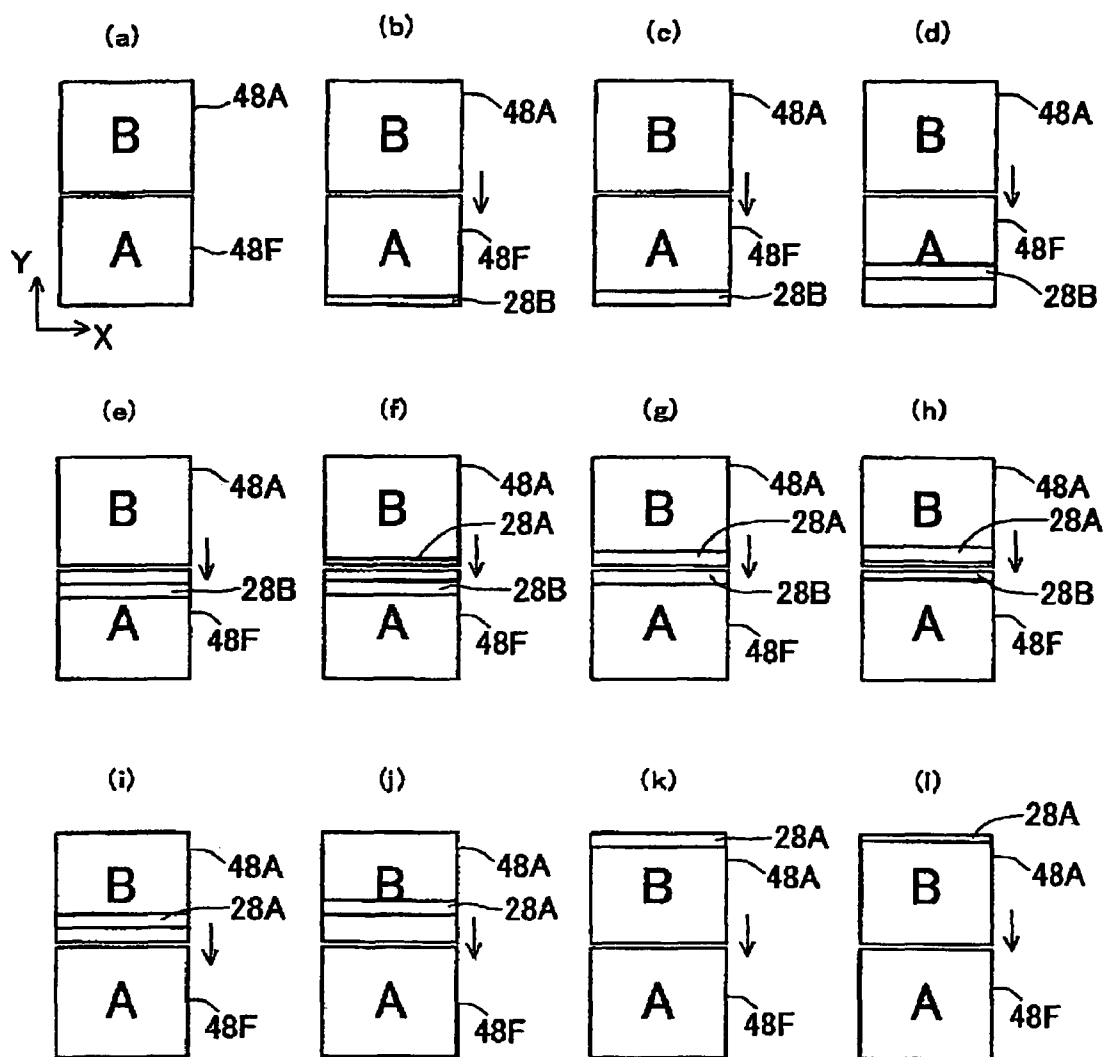 (a) (b) (c) (d)
B 48A B 48A B 48A B 48A
A 48F A 48F A 48F A 48F
28B 28B 28B
Y
X
(e) (f) (g) (h)
B 48A B 48A B 48A B 48A
28A 28A 28A
28B 28B 28B 28B
A 48F A 48F A 48F A 48F
(i) (j) (k) (l)
28A 28A
B 48A B 48A B 48A B 48A
28A 28A
A 48F A 48F A 48F A 48F